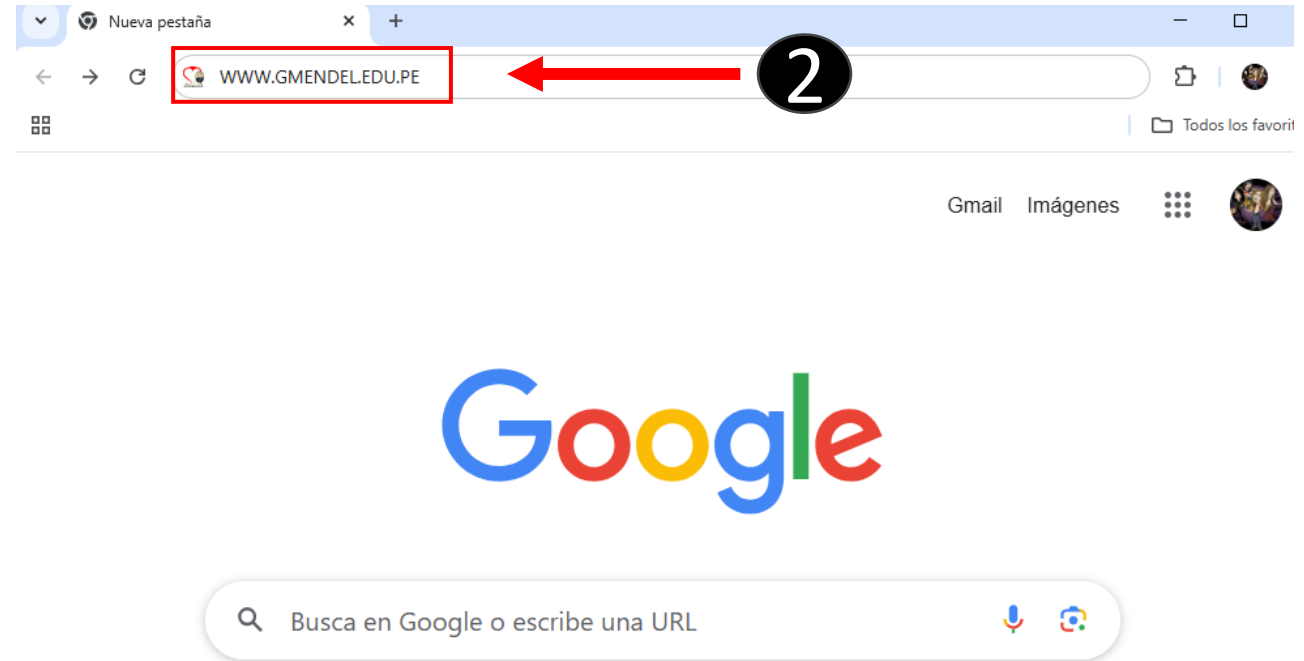 Nueva pestaña
WWW.GMENDEL.EDU.PE
2
Todos los favorit
Gmail Imágenes
Google
Busca en Google o escribe una URL